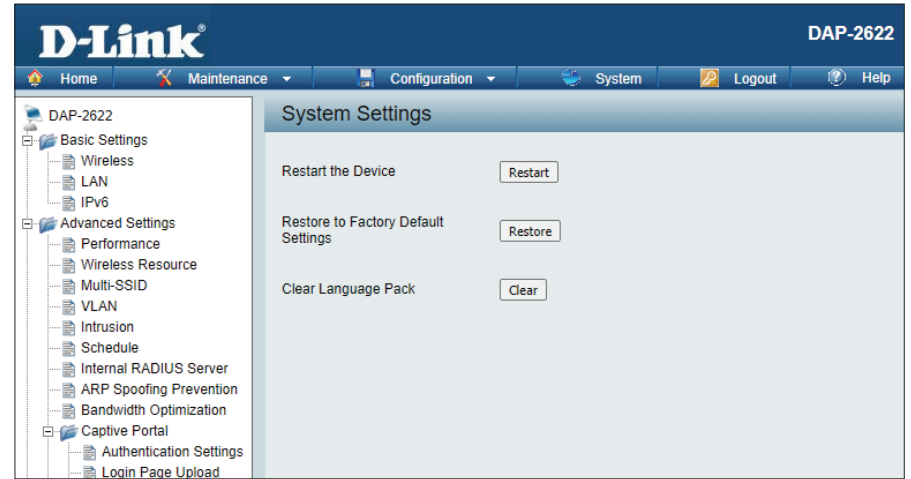 D-Link®
DAP-2622
Home Maintenance Configuration System Logout Help
DAP-2622
Basic Settings
Wireless
LAN
IPv6
Advanced Settings
Performance
Wireless Resource
Multi-SSID
VLAN
Intrusion
Schedule
Internal RADIUS Server
ARP Spoofing Prevention
Bandwidth Optimization
Captive Portal
Authentication Settings
Login Page Upload
System Settings
Restart the Device Restart
Restore to Factory Default
Settings Restore
Clear Language Pack Clear